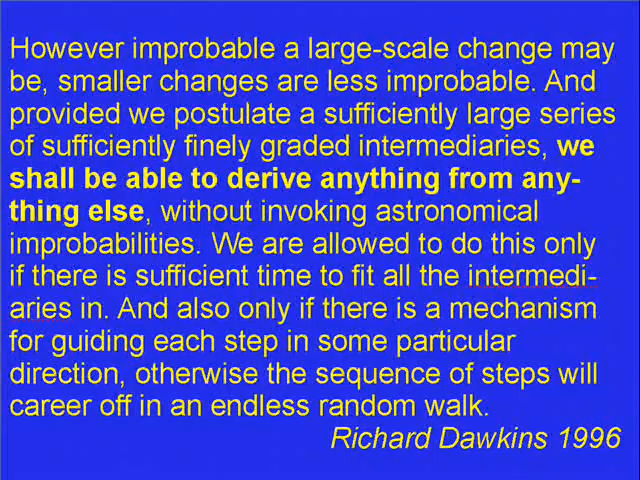 However improbable a large-scale change may
be, smaller changes are less improbable. And
provided we postulate a sufficiently large series
of sufficiently finely graded intermediaries, we
shall be able to derive anything from any-
thing else, without invoking astronomical
improbabilities. We are allowed to do this only
if there is sufficient time to fit all the intermedi-
aries in. And also only if there is a mechanism
for guiding each step in some particular
direction, otherwise the sequence of steps will
career off in an endless random walk.
Richard Dawkins 1996